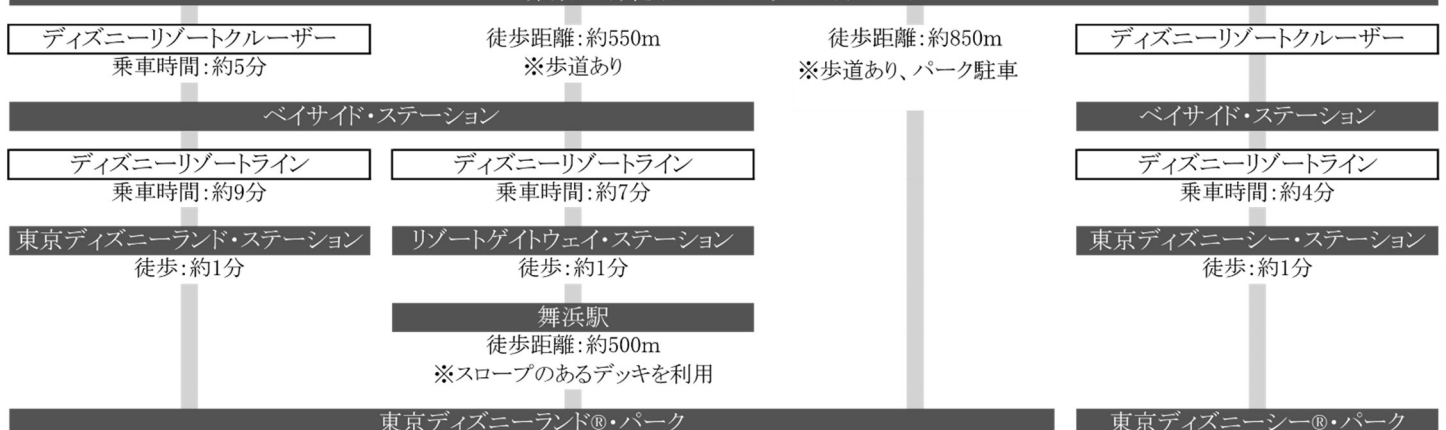 ディズニーリゾートクルーザー
乗車時間:約5分
徒歩距離:約550m
※歩道あり
徒歩距離:約850m
※歩道あり、パーク駐車
ディズニーリゾートクルーザー
ベイサイド・ステーション
ベイサイド・ステーション
ディズニーリゾートライン
乗車時間:約9分
ディズニーリゾートライン
乗車時間:約7分
ディズニーリゾートライン
乗車時間:約4分
東京ディズニーランド・ステーション
徒歩:約1分
リゾートゲイトウェイ・ステーション
徒歩:約1分
東京ディズニーシー・ステーション
徒歩:約1分
舞浜駅
徒歩距離:約500m
※スロープのあるデッキを利用
東京ディズニーランド®・パーク
東京ディズニーシー®・パーク